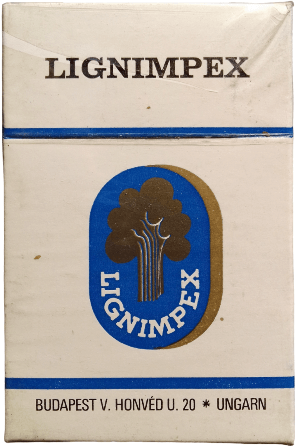 LIGNIMPEX
LIGNIMPEX
BUDAPEST V. HONVÉD U. 20 * UNGARN